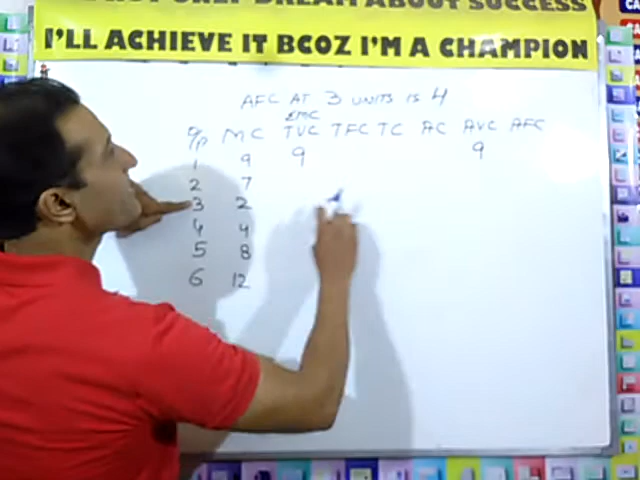 I'LL ACHIEVE IT BCOZ I'M A CHAMPION
AFC AT 3 UNITS IS 4
ΣMC
O/P MC TVC TFC TC AC AVC AFC
1 9 9 9
2 7
3 2
4 4
5 8
6 12